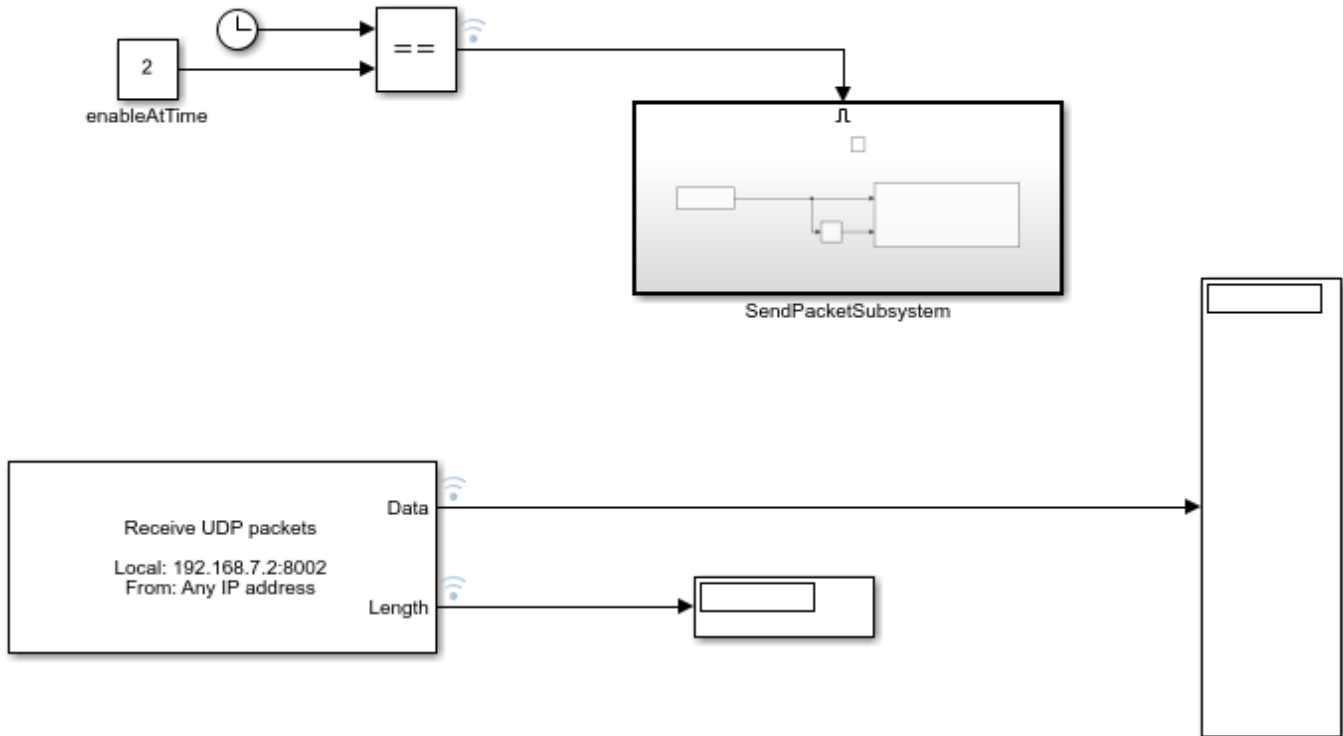 ==
2
enableAtTime
SendPacketSubsystem
Data
Receive UDP packets
Local: 192.168.7.2:8002
From: Any IP address
Length